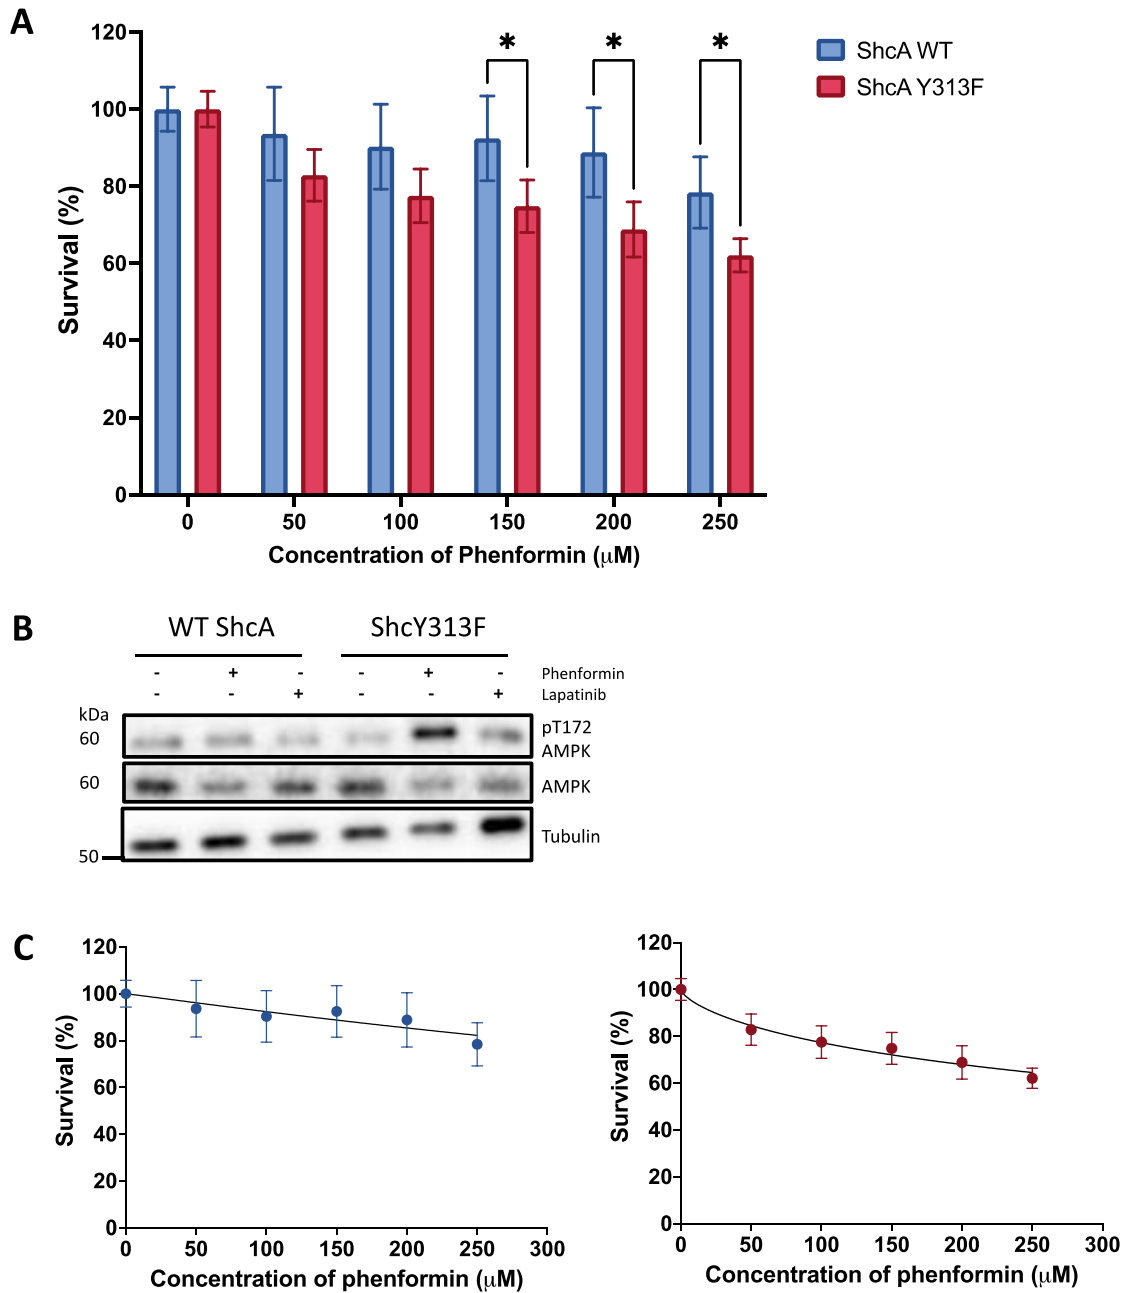 A
120
100
80
60
40
20
0
Survival (%)
* * *
ShcA WT
ShcA Y313F
0 50 100 150 200 250
Concentration of Phenformin (μM)
B
WT ShcA ShcY313F
- + - - + - Phenformin
- - + - - + Lapatinib
kDa
60
pT172
AMPK
60 AMPK
Tubulin
50
C
120
100
80
60
40
20
0
Survival (%)
0 50 100 150 200 250 300
Concentration of phenformin (μM)
120
100
80
60
40
20
0
Survival (%)
0 50 100 150 200 250 300
Concentration of phenformin (μM)